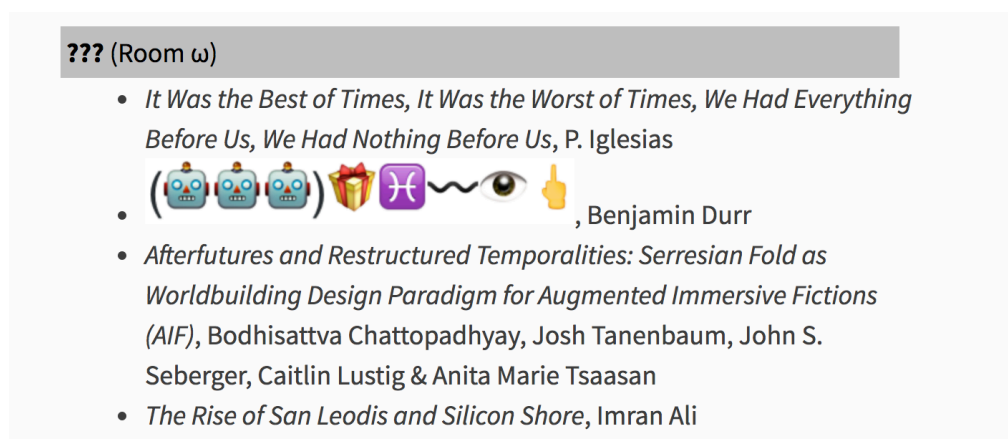 ??? (Room ω)
• It Was the Best of Times, It Was the Worst of Times, We Had Everything
Before Us, We Had Nothing Before Us, P. Iglesias
• (🤖🤖🤖)🎁♓〰👁🖕, Benjamin Durr
• Afterfutures and Restructured Temporalities: Serresian Fold as
Worldbuilding Design Paradigm for Augmented Immersive Fictions
(AIF), Bodhisattva Chattopadhyay, Josh Tanenbaum, John S.
Seberger, Caitlin Lustig & Anita Marie Tsaasan
• The Rise of San Leodis and Silicon Shore, Imran Ali